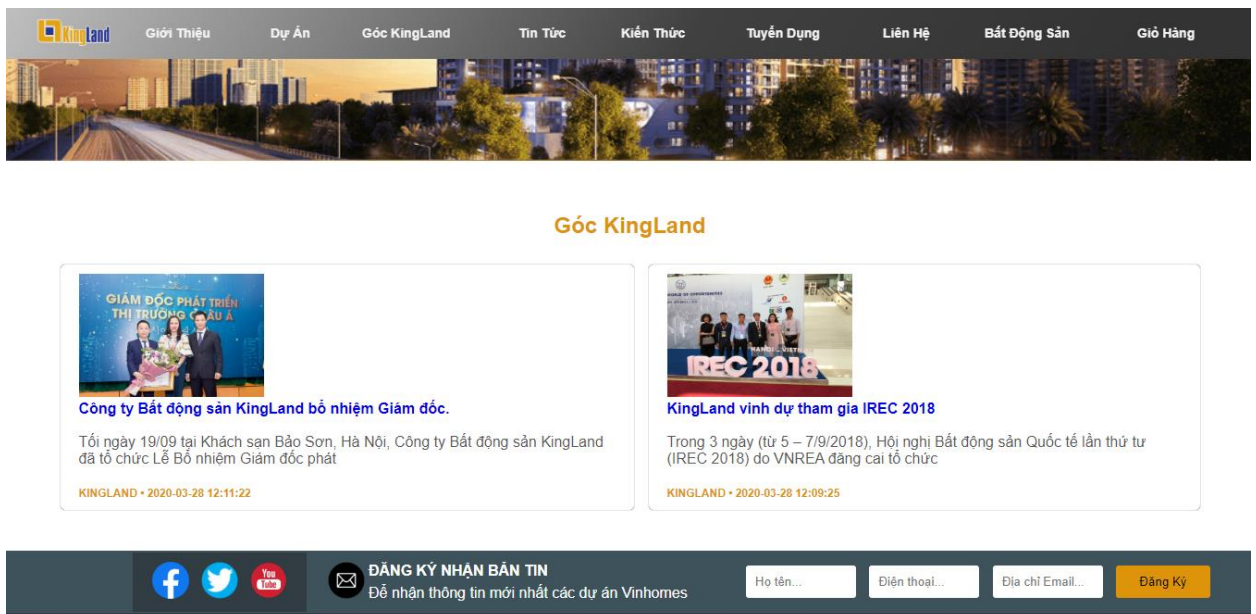 KingLand
Giới Thiệu
Dự Án
Góc KingLand
Tin Tức
Kiến Thức
Tuyển Dụng
Liên Hệ
Bất Động Sản
Giỏ Hàng
Góc KingLand
GIÁM ĐỐC PHÁT TRIỂN
THỊ TRƯỜNG CHÂU Á
Công ty Bất động sản KingLand bổ nhiệm Giám đốc.
Tối ngày 19/09 tại Khách sạn Bảo Sơn, Hà Nội, Công ty Bất động sản KingLand
đã tổ chức Lễ Bổ nhiệm Giám đốc phát
KINGLAND • 2020-03-28 12:11:22
WORLD OF OPPORTUNITIES
HANOI - VIETNAM
IREC 2018
KingLand vinh dự tham gia IREC 2018
Trong 3 ngày (từ 5 – 7/9/2018), Hội nghị Bất động sản Quốc tế lần thứ tư
(IREC 2018) do VNREA đăng cai tổ chức
KINGLAND • 2020-03-28 12:09:25
You
Tube
ĐĂNG KÝ NHẬN BẢN TIN
Để nhận thông tin mới nhất các dự án Vinhomes
Họ tên...
Điện thoại...
Địa chỉ Email...
Đăng Ký